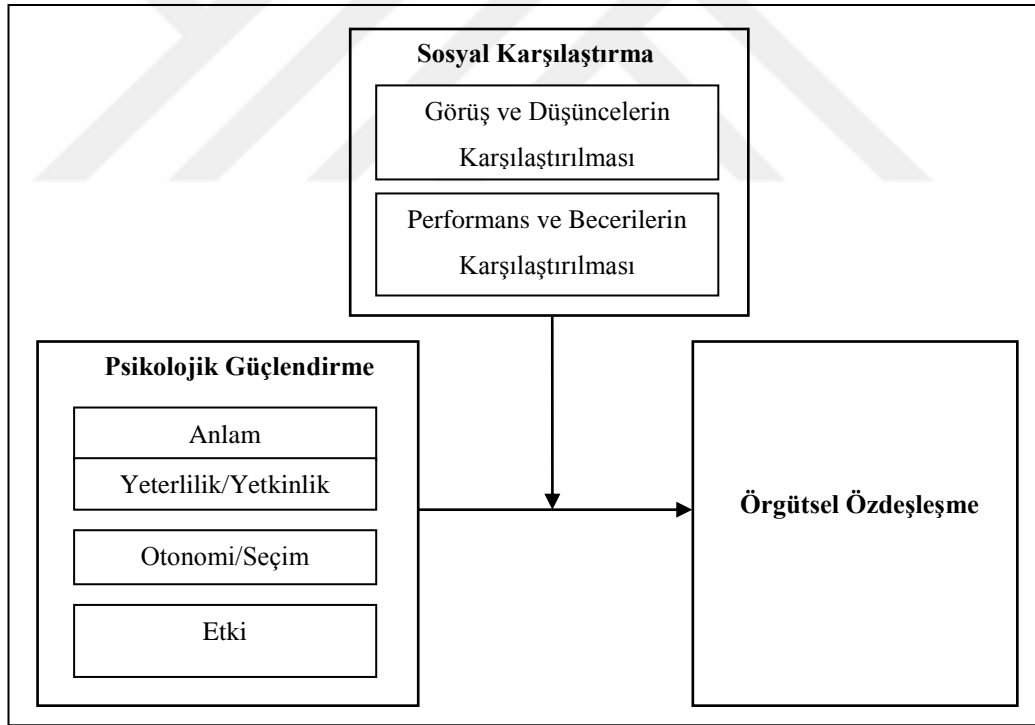 Sosyal Karşılaştırma
Görüş ve Düşüncelerin
Karşılaştırılması
Performans ve Becerilerin
Karşılaştırılması
Psikolojik Güçlendirme
Anlam
Yeterlilik/Yetkinlik
Otonomi/Seçim
Etki
Örgütsel Özdeşleşme